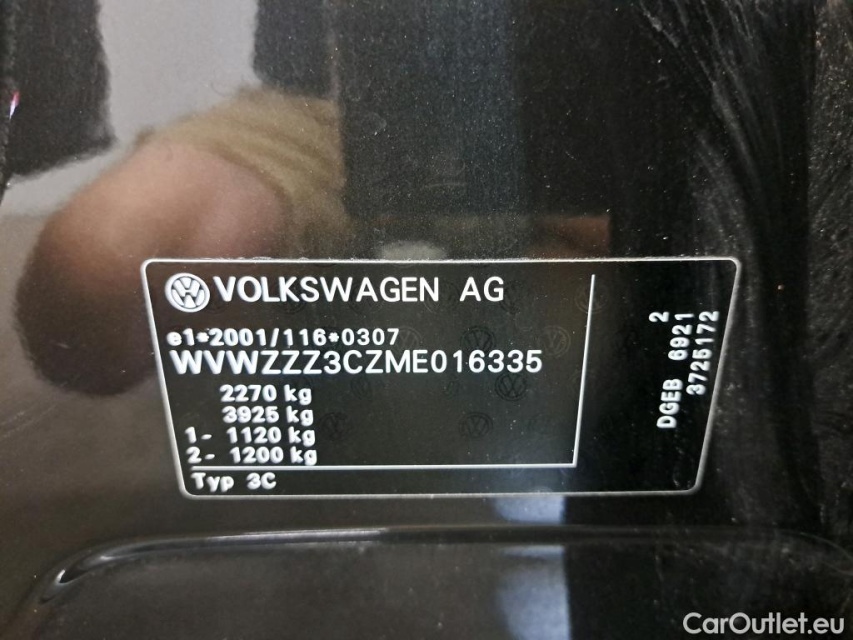 VOLKSWAGEN AG
e1*2001/116*0307
WVWZZZ3CZME016335
2270 kg
3925 kg
1- 1120 kg
2- 1200 kg
Typ 3C
2
DGEB 6921
3725172
CarOutlet.eu